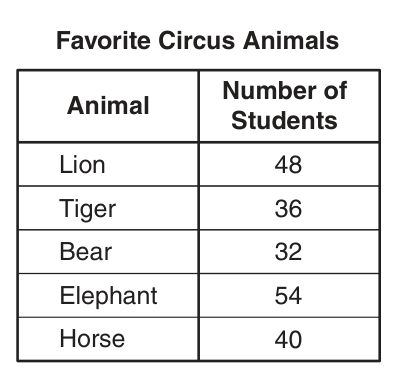 Favorite Circus Animals
Animal
Number of
Students
Lion 48
Tiger 36
Bear 32
Elephant 54
Horse 40